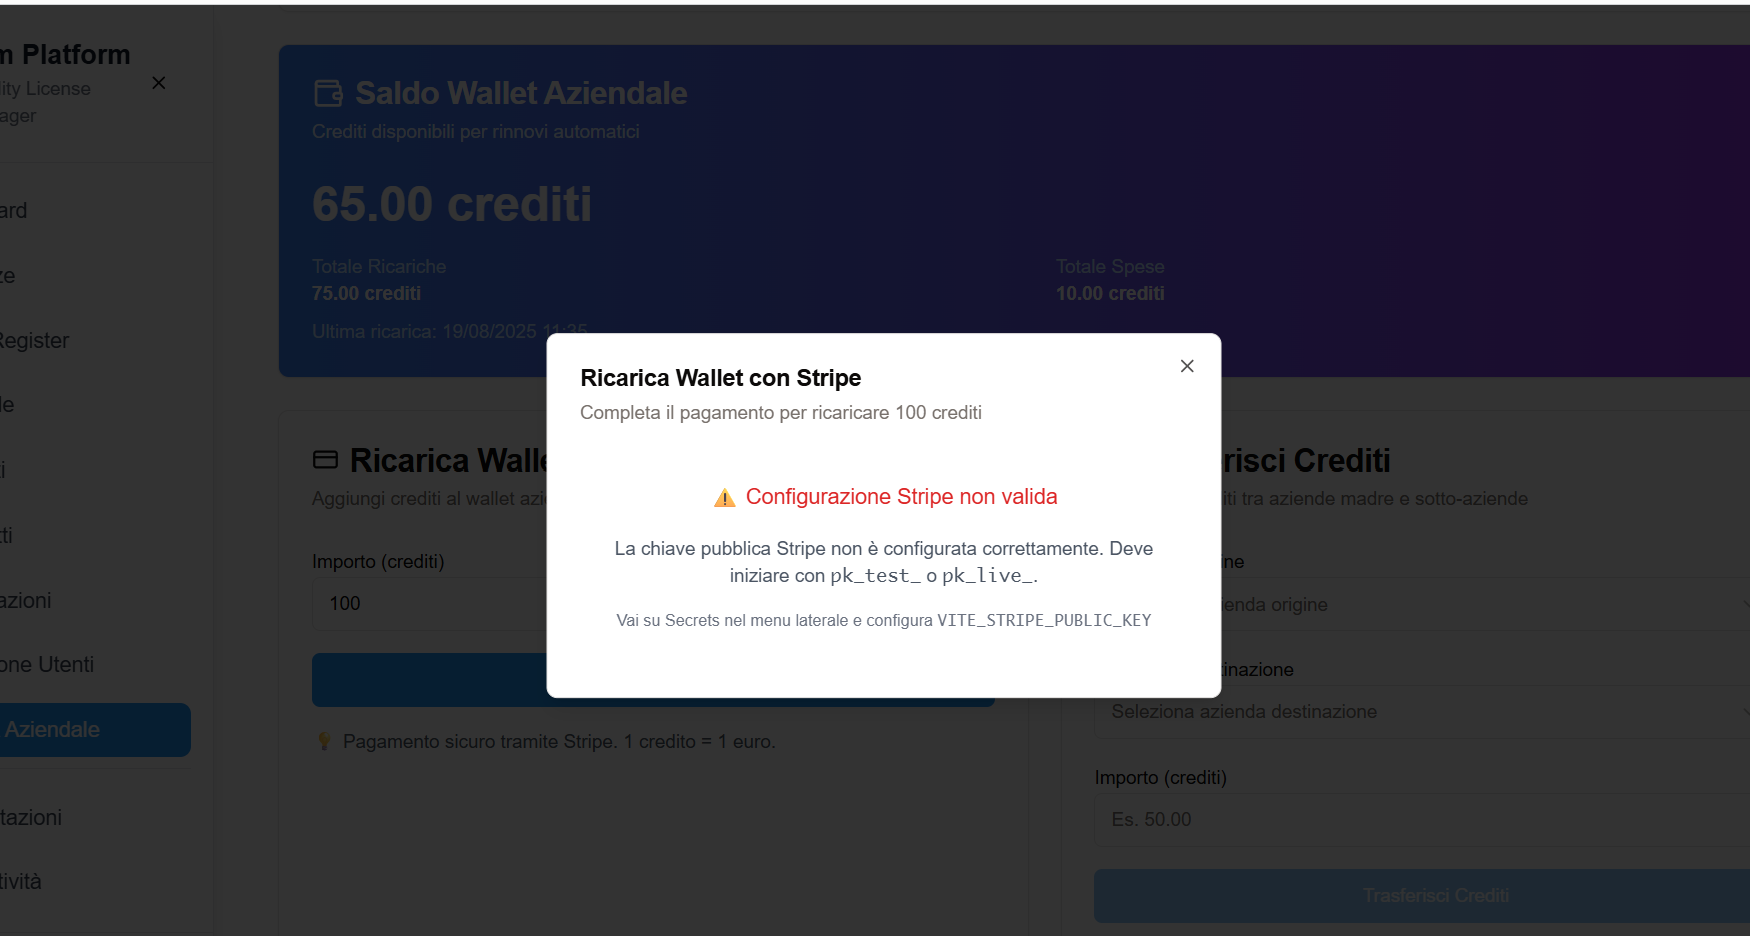 m Platform
ity License
ager
ard
ze
Register
le
ti
tti
azioni
one Utenti
Aziendale
tazioni
tività
Saldo Wallet Aziendale
Crediti disponibili per rinnovi automatici
65.00 crediti
Totale Ricariche
75.00 crediti
Totale Spese
10.00 crediti
Ultima ricarica: 19/08/2025 11:35
Ricarica Wallet con Stripe
Completa il pagamento per ricaricare 100 crediti
Configurazione Stripe non valida
La chiave pubblica Stripe non è configurata correttamente. Deve
iniziare con pk_test_ o pk_live_.
Vai su Secrets nel menu laterale e configura VITE_STRIPE_PUBLIC_KEY
Ricarica Walle
Aggiungi crediti al wallet azi
Importo (crediti)
100
Pagamento sicuro tramite Stripe. 1 credito = 1 euro.
risci Crediti
iti tra aziende madre e sotto-aziende
ine
ienda origine
tinazione
Seleziona azienda destinazione
Importo (crediti)
Es. 50.00
Trasferisci Crediti